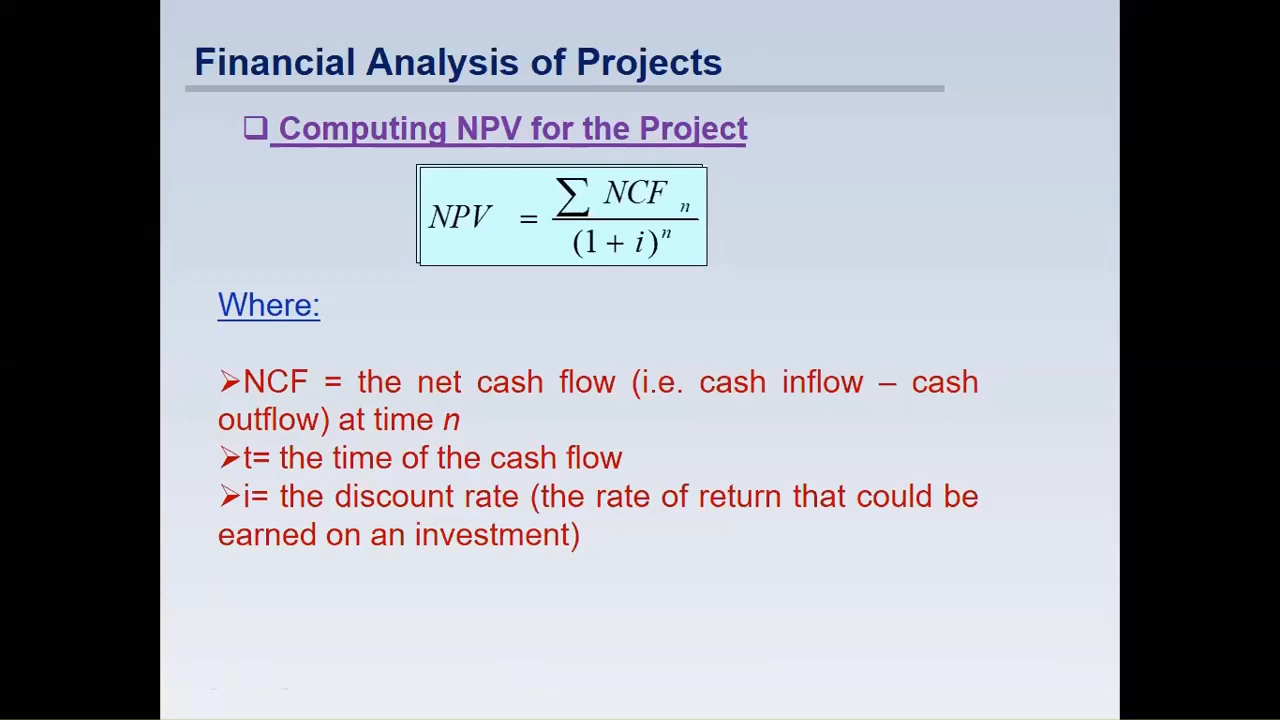 Financial Analysis of Projects
❑ Computing NPV for the Project
NPV = ∑ NCF n / (1 + i)^n
Where:
➢NCF = the net cash flow (i.e. cash inflow – cash
outflow) at time n
➢t= the time of the cash flow
➢i= the discount rate (the rate of return that could be
earned on an investment)